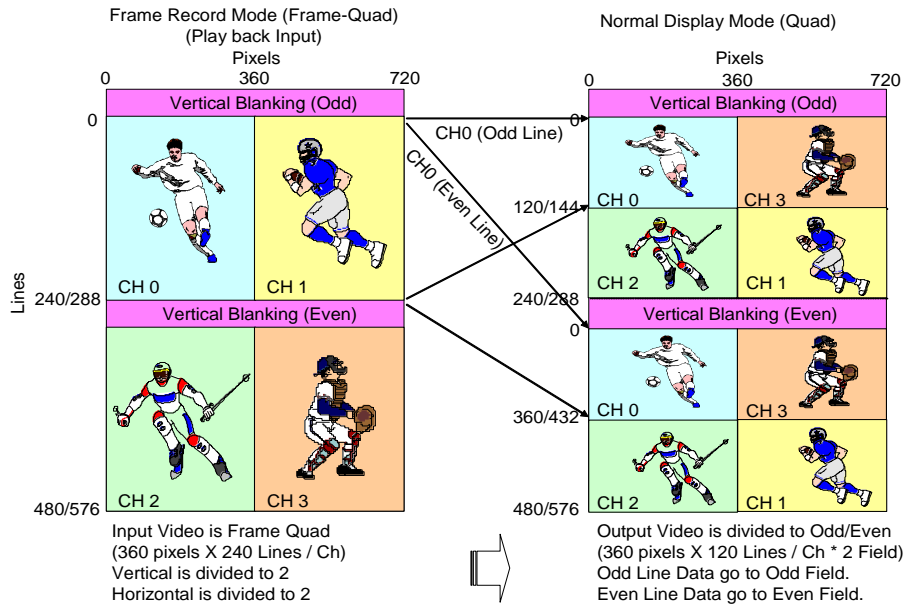 Frame Record Mode (Frame-Quad)
(Play back Input)
Pixels
0 360 720
Vertical Blanking (Odd)
0
CH 0
CH 1
Lines
240/288
Vertical Blanking (Even)
CH 2
CH 3
480/576
Input Video is Frame Quad
(360 pixels X 240 Lines / Ch)
Vertical is divided to 2
Horizontal is divided to 2
CH0 (Odd Line)
CH0 (Even Line)
Normal Display Mode (Quad)
Pixels
0 360 720
Vertical Blanking (Odd)
0
CH 0
CH 3
120/144
CH 2
CH 1
240/288
Vertical Blanking (Even)
0
CH 0
CH 3
360/432
CH 2
CH 1
480/576
Output Video is divided to Odd/Even
(360 pixels X 120 Lines / Ch * 2 Field)
Odd Line Data go to Odd Field.
Even Line Data go to Even Field.